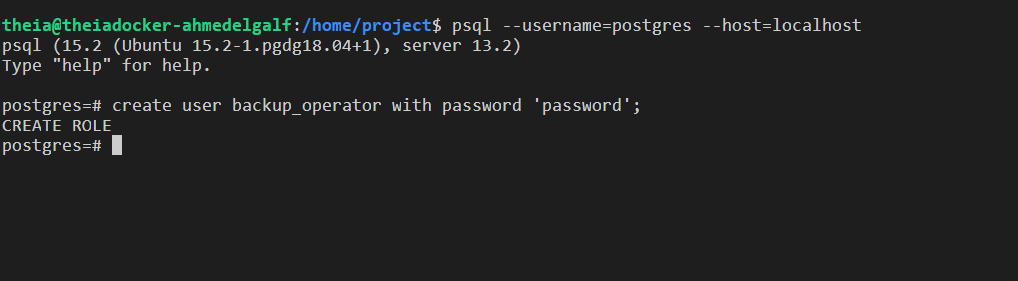 theia@theiadocker-ahmedelgalf:/home/project$ psql --username=postgres --host=localhost
psql (15.2 (Ubuntu 15.2-1.pgdg18.04+1), server 13.2)
Type "help" for help.
postgres=# create user backup_operator with password 'password';
CREATE ROLE
postgres=#